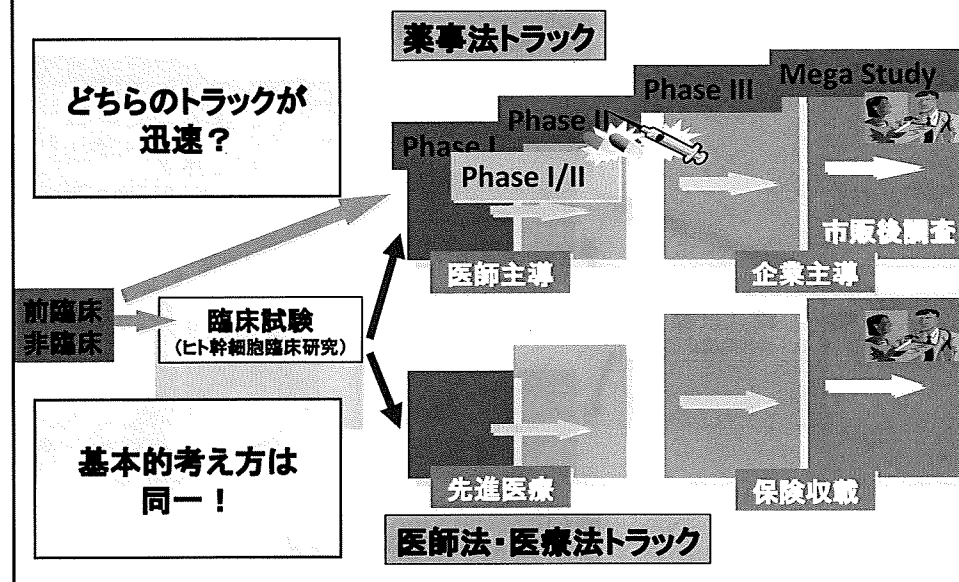 薬事法トラック
どちらのトラックが
迅速？
Phase I
Phase II
Phase III
Mega Study
Phase I/II
市販後調査
医師主導
企業主導
前臨床
非臨床
臨床試験
（ヒト幹細胞臨床研究）
基本的考え方は
同一！
先進医療
保険収載
医師法・医療法トラック